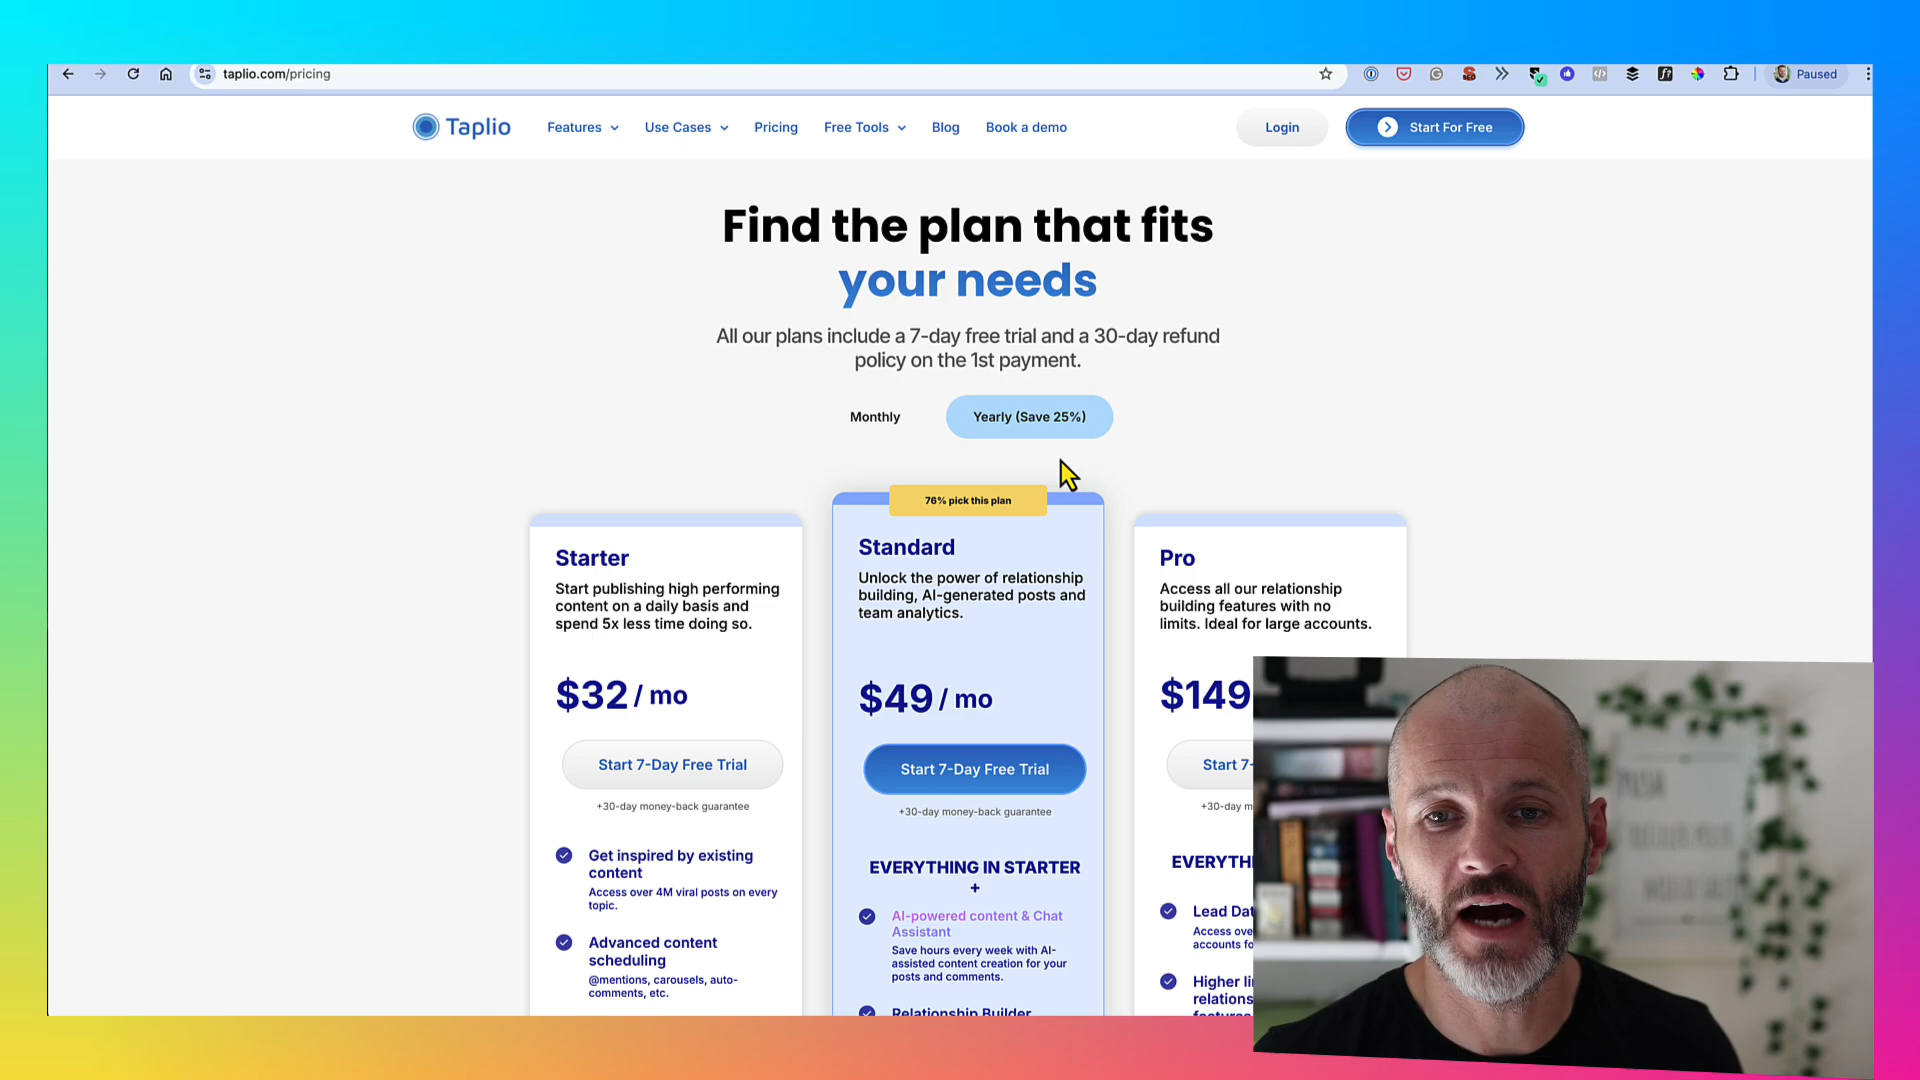 taplio.com/pricing
Paused
Taplio
Features
Use Cases
Pricing
Free Tools
Blog
Book a demo
Login
Start For Free
Find the plan that fits
your needs
All our plans include a 7-day free trial and a 30-day refund
policy on the 1st payment.
Monthly
Yearly (Save 25%)
Starter
Start publishing high performing
content on a daily basis and
spend 5x less time doing so.
$32 / mo
Start 7-Day Free Trial
+30-day money-back guarantee
Get inspired by existing
content
Access over 4M viral posts on every
topic.
Advanced content
scheduling
@mentions, carousels, auto-
comments, etc.
76% pick this plan
Standard
Unlock the power of relationship
building, AI-generated posts and
team analytics.
$49 / mo
Start 7-Day Free Trial
+30-day money-back guarantee
EVERYTHING IN STARTER
+
AI-powered content & Chat
Assistant
Save hours every week with AI-
assisted content creation for your
posts and comments.
Relationship Builder
Pro
Access all our relationship
building features with no
limits. Ideal for large accounts.
$149
Start 7-
+30-day m
EVERYTH
Lead Dat
Access ove
accounts fo
Higher li
relations
features